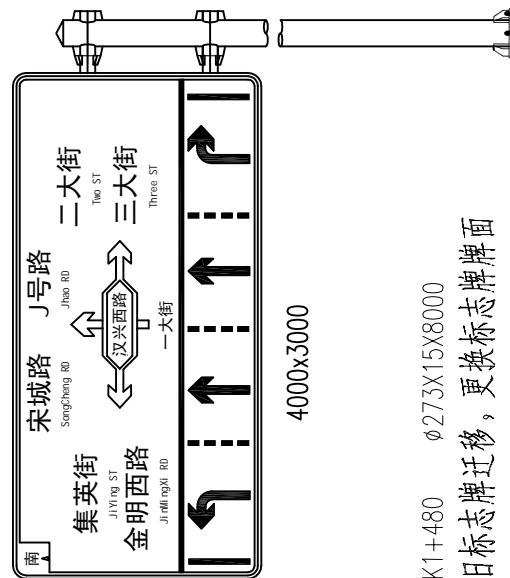 南
宋城路 J号路
SongCheng RD Jhao RD
集英街 二大街
JiYing ST Two ST
金明西路 三大街
JinMingXi RD Three ST
汉兴西路
一大街
4000x3000
K1+480 ϕ273X15X8000
日标志牌迁移，更换标志牌牌面